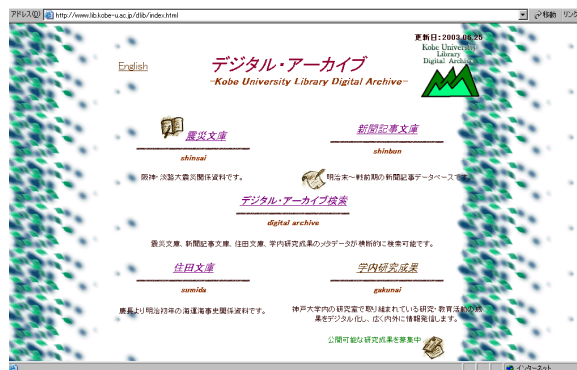 アドレス(D) http://www.lib.kobe-u.ac.jp/dlib/index.html 移動 リンク
更新日:2003.06.25
Kobe University
Library
Digital Archive
English
デジタル・アーカイブ
-Kobe University Library Digital Archive-
震災文庫 新聞記事文庫
shinsai shinbun
阪神・淡路大震災関係資料です。 明治末～戦前期の新聞記事データベースです。
デジタル・アーカイブ検索
digital archive
震災文庫、新聞記事文庫、住田文庫、学内研究成果のメタデータが横断的に検索可能です。
住田文庫 学内研究成果
sumida gakunai
慶長より明治初年の海運海事史関係資料です。 神戸大学内の研究室で取り組まれている研究・教育活動の成
果をデジタル化し、広く内外に情報発信します。
公開可能な研究成果を募集中
インターネット